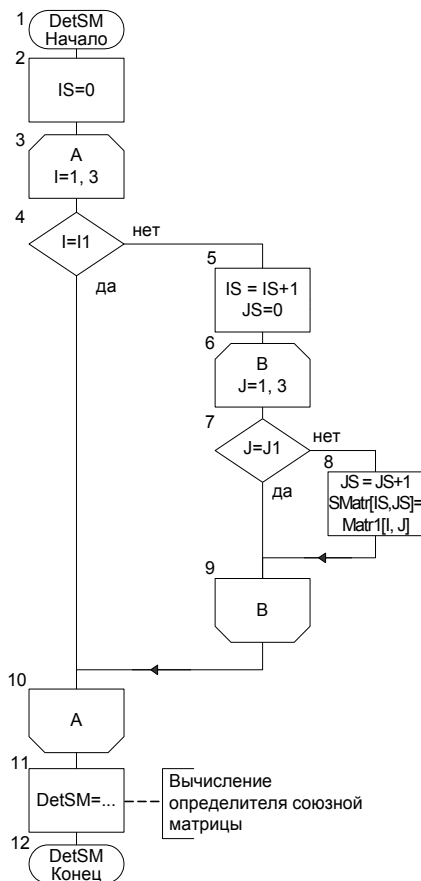 1
DetSM
Начало
2
IS=0
3
A
I=1, 3
4
I=I1
нет
да
5
IS = IS+1
JS=0
6
B
J=1, 3
7
J=J1
нет
да
8
JS = JS+1
SMatr[IS,JS]=
Matr1[I, J]
9
B
10
A
11
DetSM=...
Вычисление
определителя союзной
матрицы
12
DetSM
Конец